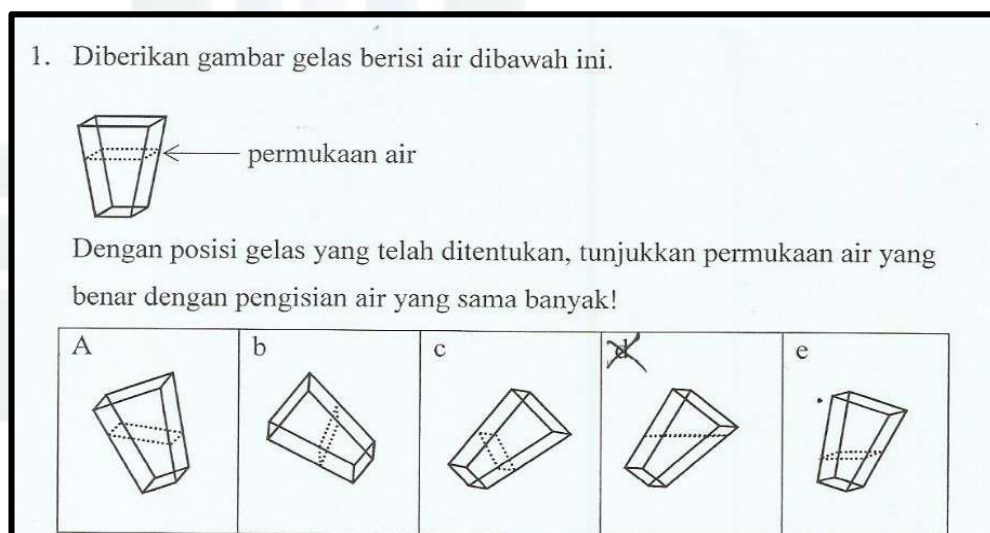 1. Diberikan gambar gelas berisi air dibawah ini.
permukaan air
Dengan posisi gelas yang telah ditentukan, tunjukkan permukaan air yang
benar dengan pengisian air yang sama banyak!
A b c d e